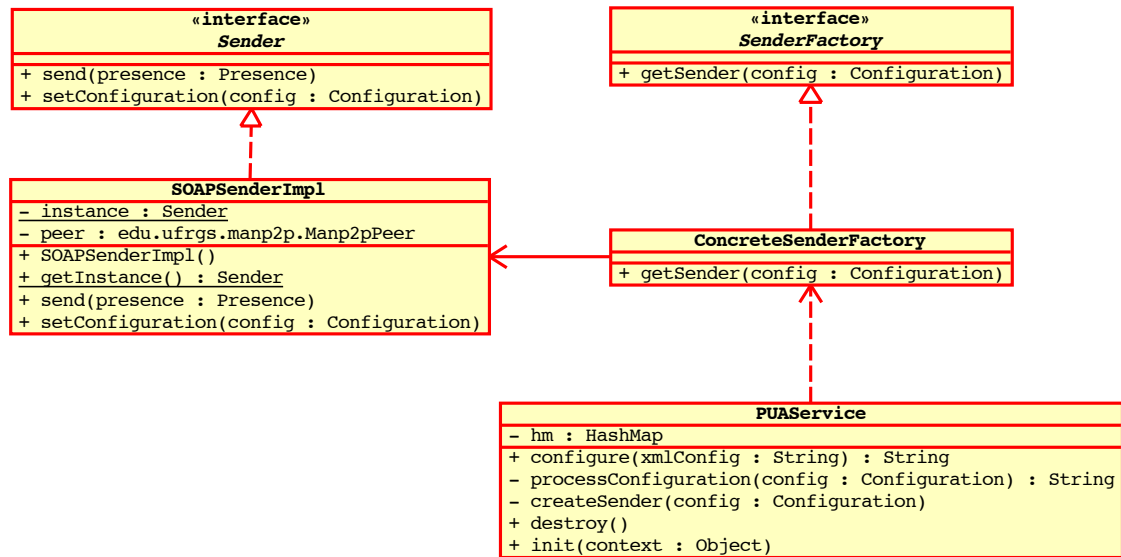 «interface»
Sender
+ send(presence : Presence)
+ setConfiguration(config : Configuration)
«interface»
SenderFactory
+ getSender(config : Configuration)
SOAPSenderImpl
- instance : Sender
- peer : edu.ufrgs.manp2p.Manp2pPeer
+ SOAPSenderImpl()
+ getInstance() : Sender
+ send(presence : Presence)
+ setConfiguration(config : Configuration)
ConcreteSenderFactory
+ getSender(config : Configuration)
PUAService
- hm : HashMap
+ configure(xmlConfig : String) : String
- processConfiguration(config : Configuration) : String
- createSender(config : Configuration)
+ destroy()
+ init(context : Object)